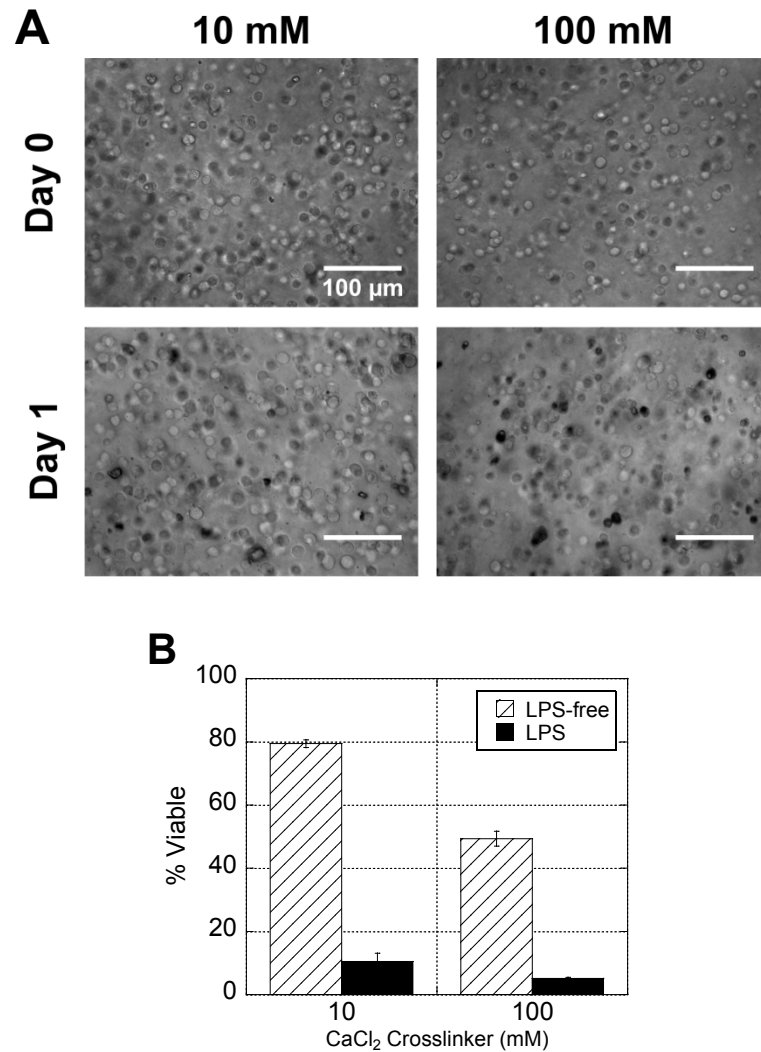 A
10 mM
100 mM
Day 0
100 µm
Day 1
B
100
80
60
40
20
0
% Viable
LPS-free
LPS
10
100
CaCl₂ Crosslinker (mM)